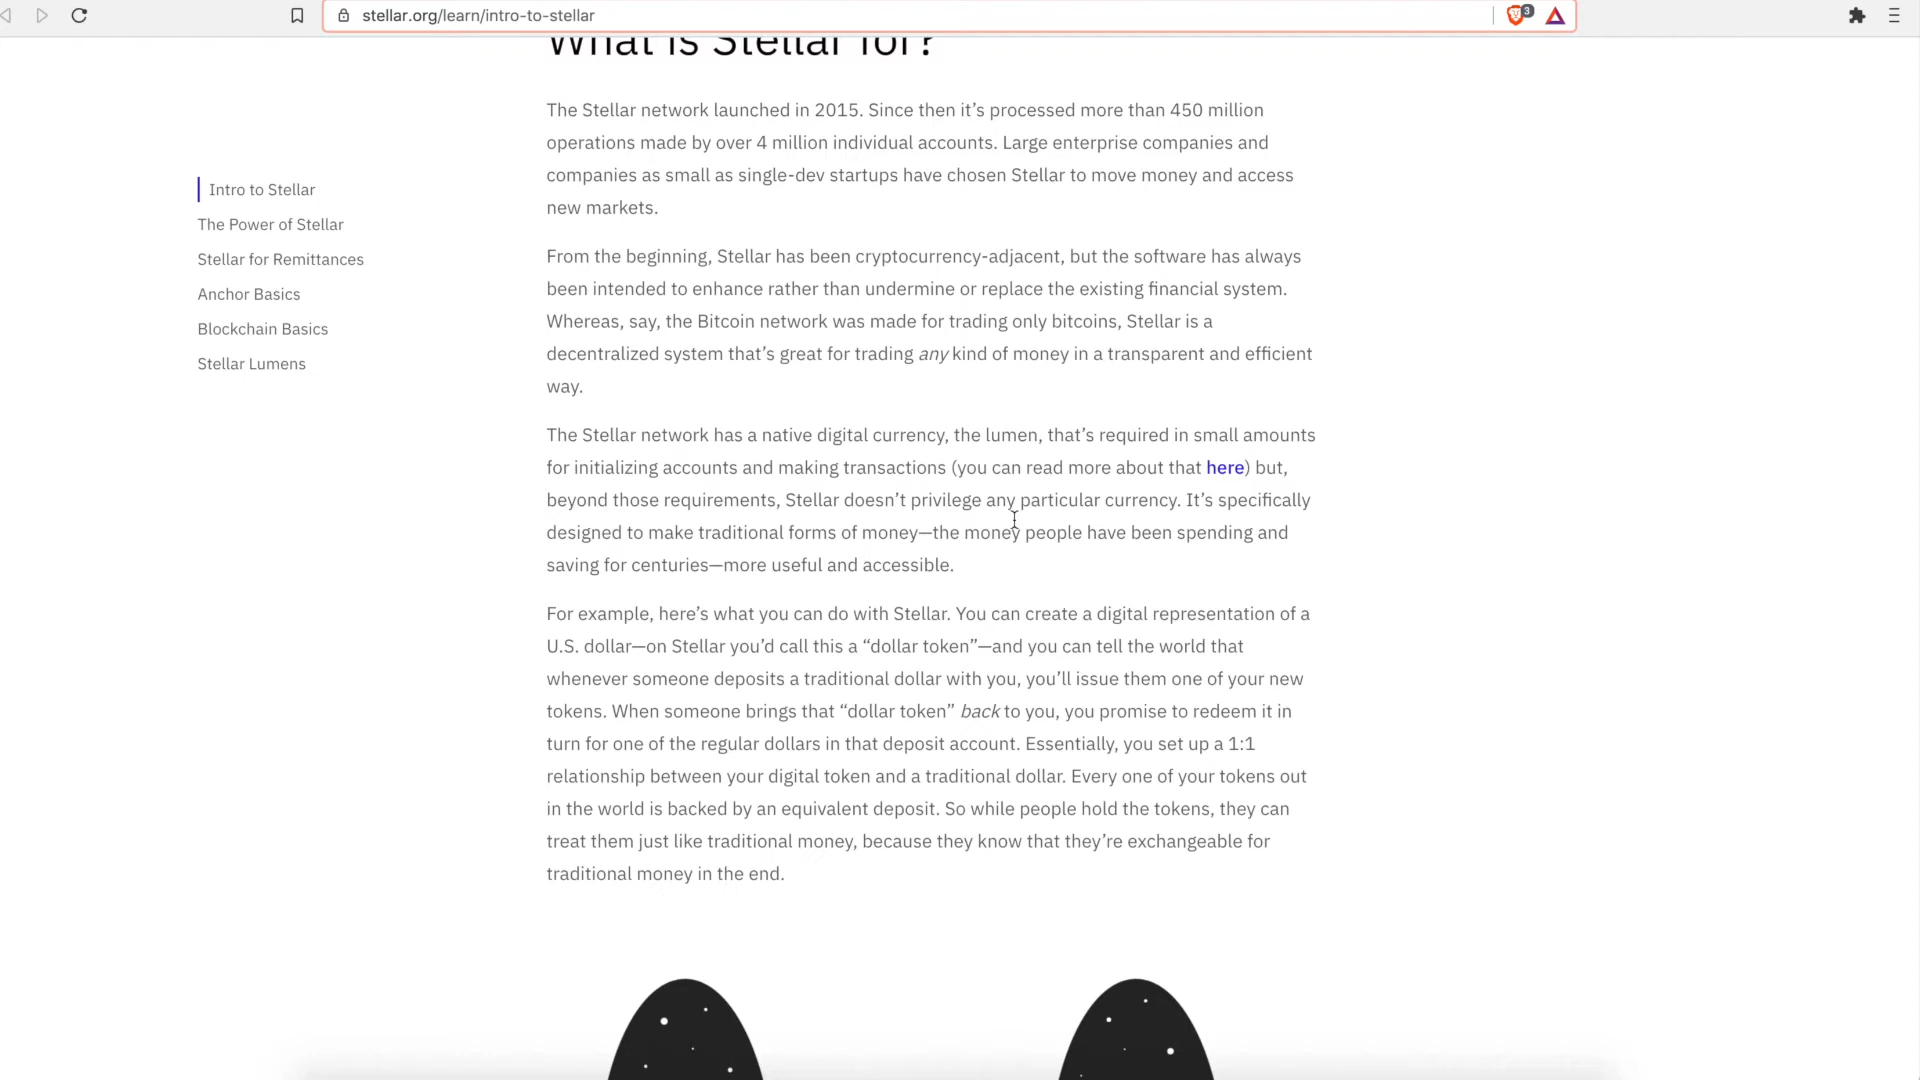 stellar.org/learn/intro-to-stellar
3
What is Stellar for?
The Stellar network launched in 2015. Since then it’s processed more than 450 million
operations made by over 4 million individual accounts. Large enterprise companies and
companies as small as single-dev startups have chosen Stellar to move money and access
new markets.
Intro to Stellar
The Power of Stellar
Stellar for Remittances
Anchor Basics
Blockchain Basics
Stellar Lumens
From the beginning, Stellar has been cryptocurrency-adjacent, but the software has always
been intended to enhance rather than undermine or replace the existing financial system.
Whereas, say, the Bitcoin network was made for trading only bitcoins, Stellar is a
decentralized system that’s great for trading any kind of money in a transparent and efficient
way.
The Stellar network has a native digital currency, the lumen, that’s required in small amounts
for initializing accounts and making transactions (you can read more about that here) but,
beyond those requirements, Stellar doesn’t privilege any particular currency. It’s specifically
designed to make traditional forms of money—the money people have been spending and
saving for centuries—more useful and accessible.
For example, here’s what you can do with Stellar. You can create a digital representation of a
U.S. dollar—on Stellar you’d call this a “dollar token”—and you can tell the world that
whenever someone deposits a traditional dollar with you, you’ll issue them one of your new
tokens. When someone brings that “dollar token” back to you, you promise to redeem it in
turn for one of the regular dollars in that deposit account. Essentially, you set up a 1:1
relationship between your digital token and a traditional dollar. Every one of your tokens out
in the world is backed by an equivalent deposit. So while people hold the tokens, they can
treat them just like traditional money, because they know that they’re exchangeable for
traditional money in the end.